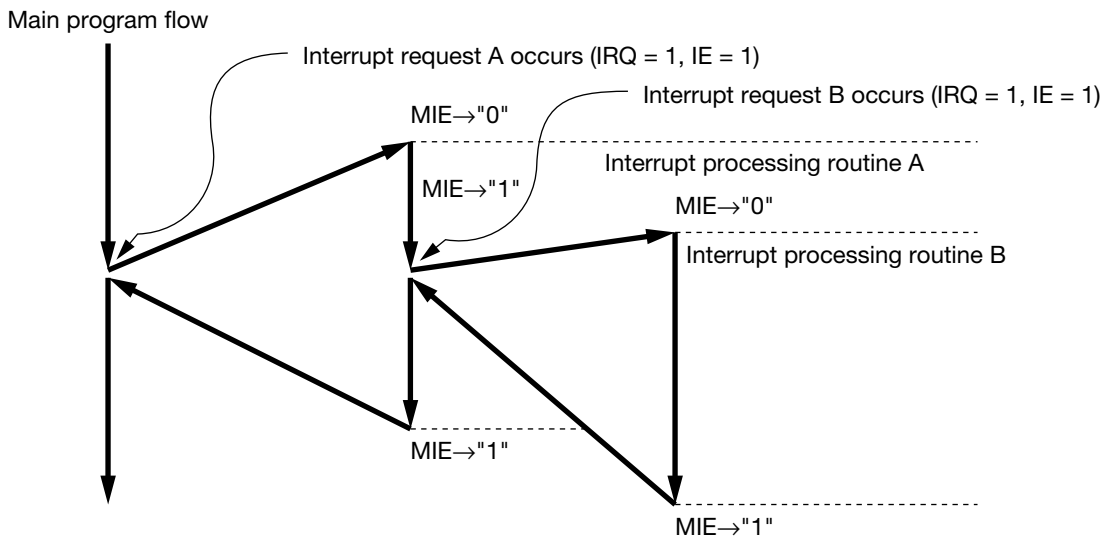 Main program flow
Interrupt request A occurs (IRQ = 1, IE = 1)
Interrupt request B occurs (IRQ = 1, IE = 1)
MIE→"0"
Interrupt processing routine A
MIE→"1"
MIE→"0"
Interrupt processing routine B
MIE→"1"
MIE→"1"